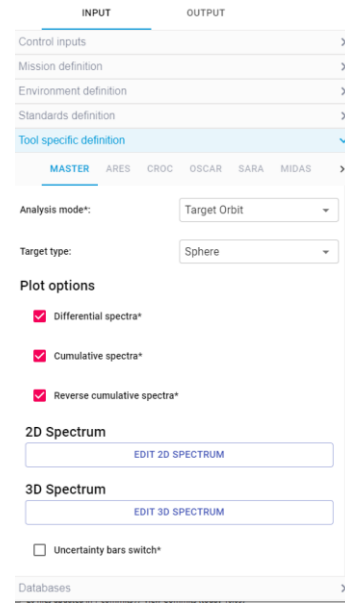 INPUT OUTPUT
Control inputs
Mission definition
Environment definition
Standards definition
Tool specific definition
MASTER ARES CROC OSCAR SARA MIDAS
Analysis mode*: Target Orbit
Target type: Sphere
Plot options
Differential spectra*
Cumulative spectra*
Reverse cumulative spectra*
2D Spectrum
EDIT 2D SPECTRUM
3D Spectrum
EDIT 3D SPECTRUM
Uncertainty bars switch*
Databases